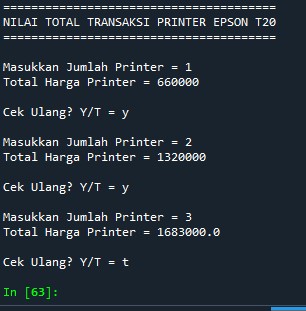 =======================================
NILAI TOTAL TRANSAKSI PRINTER EPSON T20
=======================================
Masukkan Jumlah Printer = 1
Total Harga Printer = 660000
Cek Ulang? Y/T = y
Masukkan Jumlah Printer = 2
Total Harga Printer = 1320000
Cek Ulang? Y/T = y
Masukkan Jumlah Printer = 3
Total Harga Printer = 1683000.0
Cek Ulang? Y/T = t
In [63]: